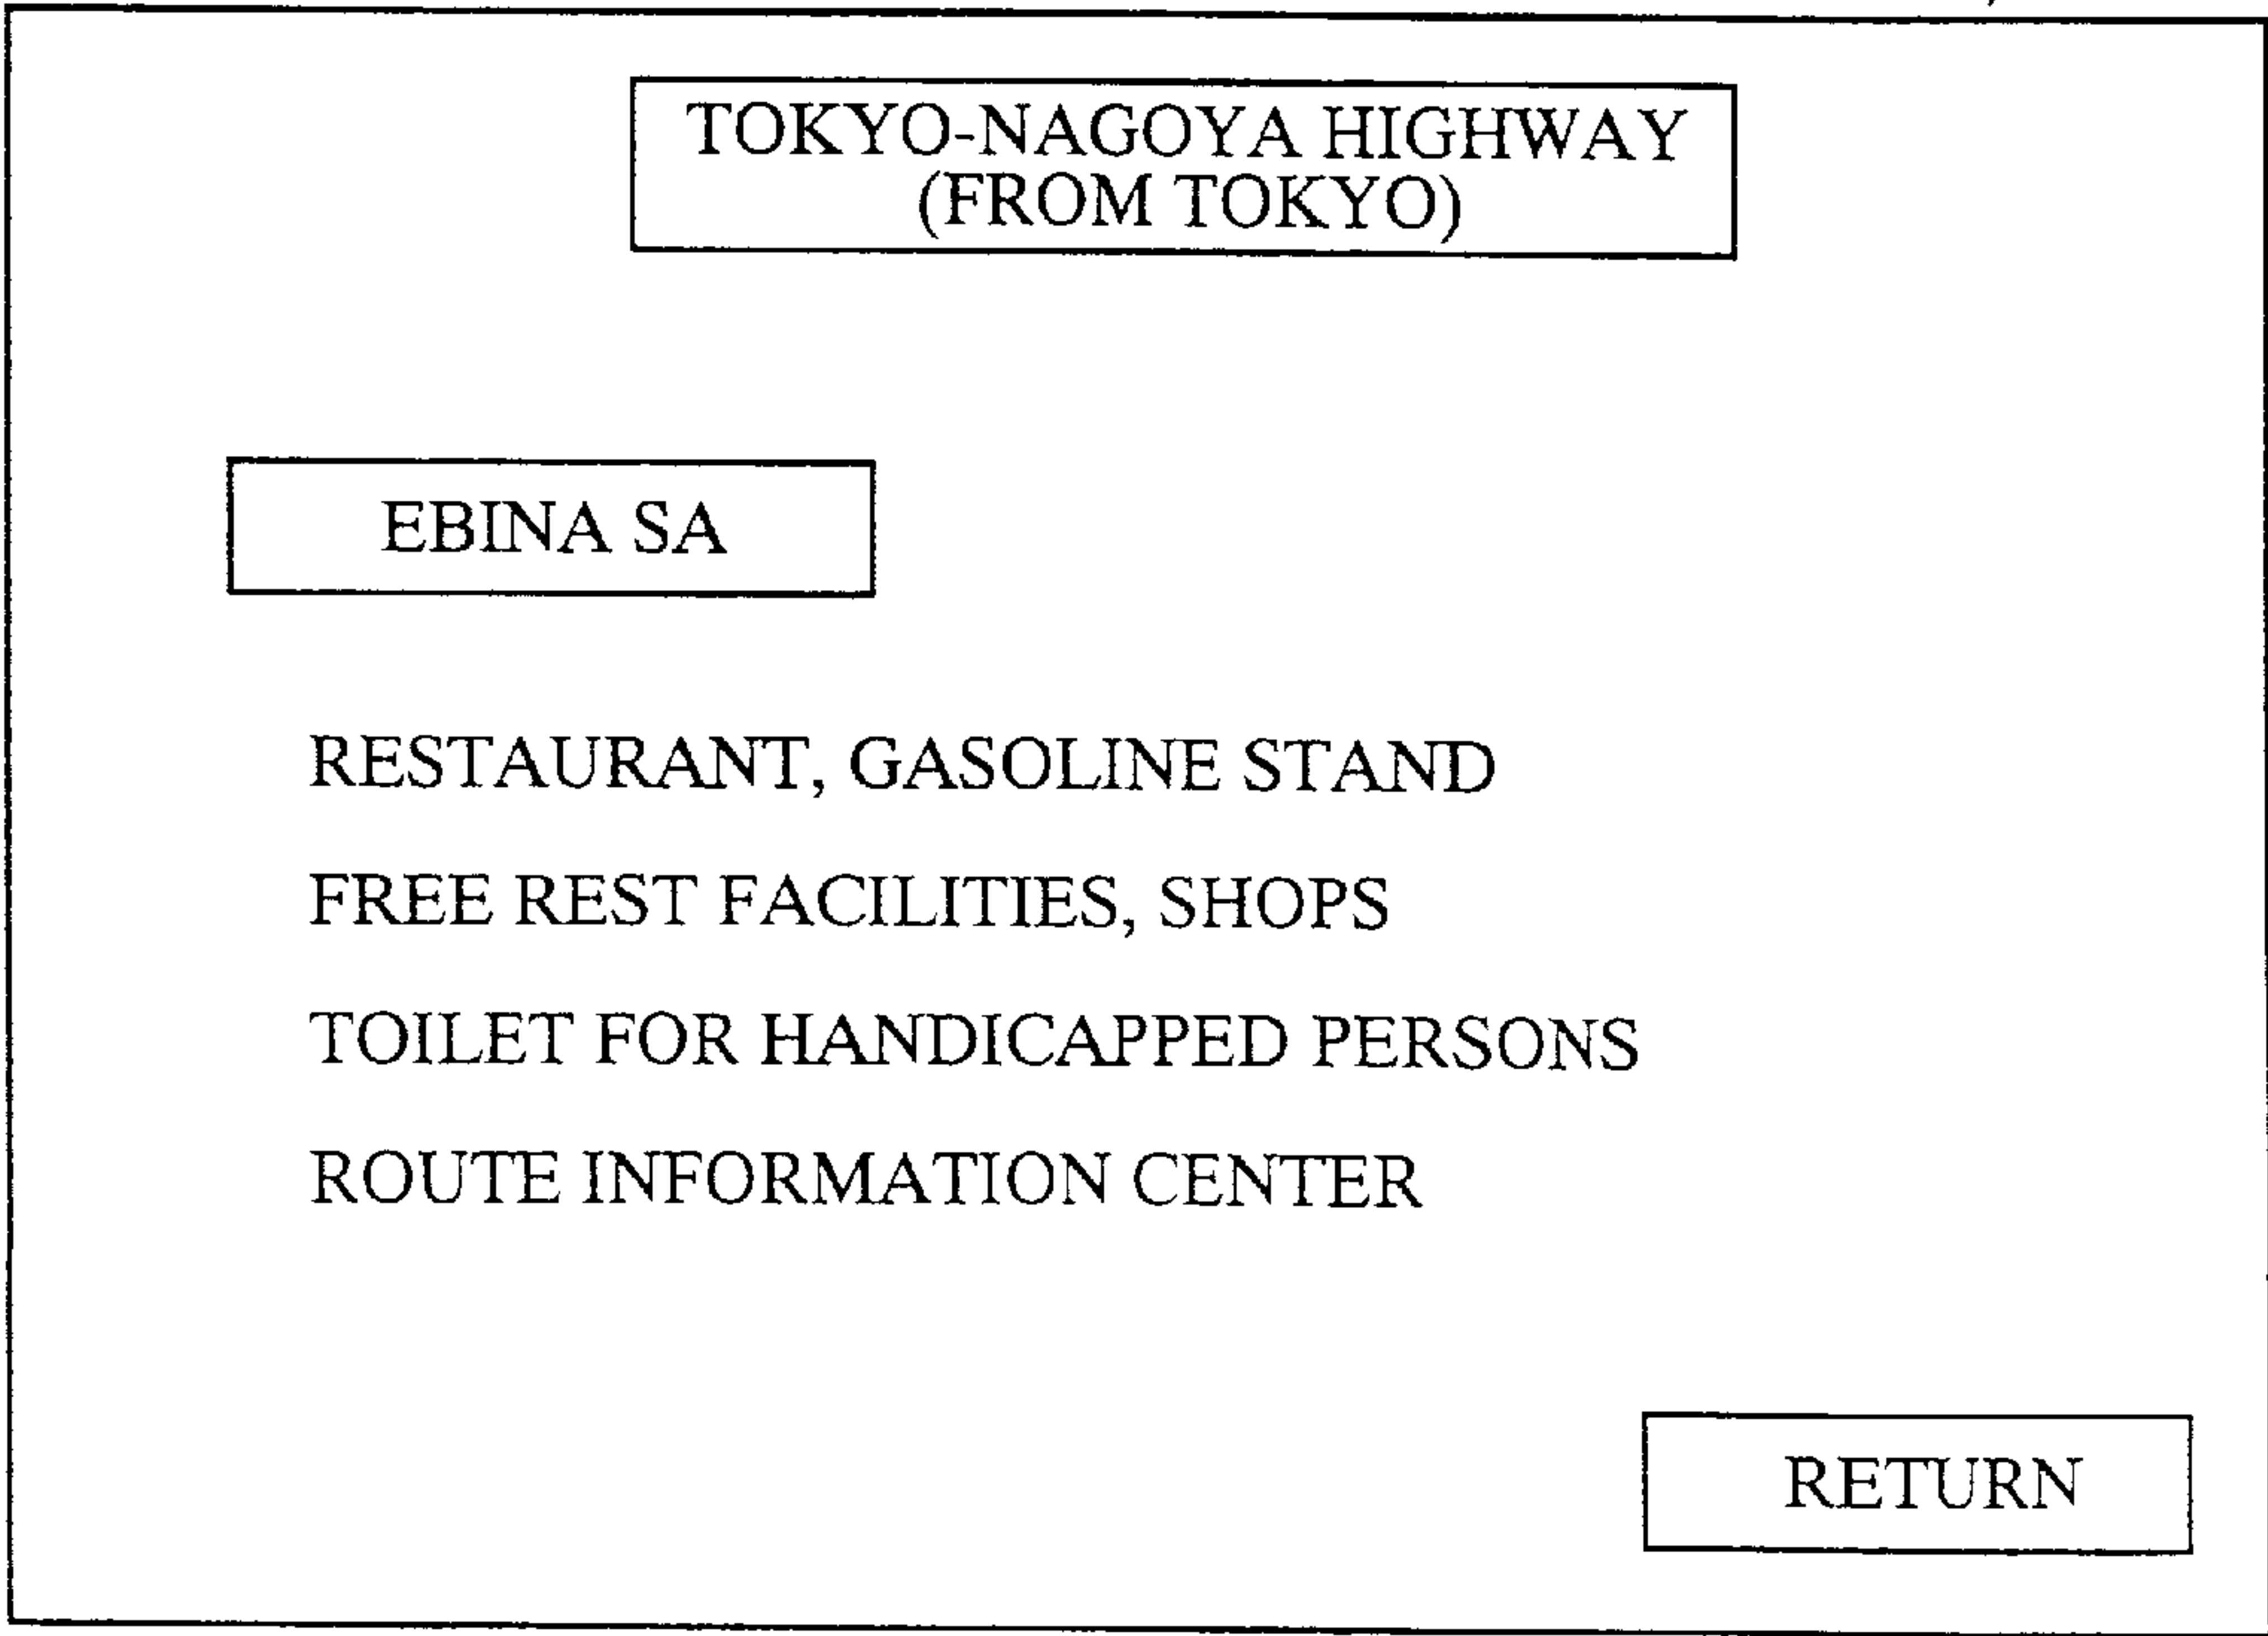 TOKYO-NAGOYA HIGHWAY
(FROM TOKYO)
EBINA SA
RESTAURANT, GASOLINE STAND
FREE REST FACILITIES, SHOPS
TOILET FOR HANDICAPPED PERSONS
ROUTE INFORMATION CENTER
RETURN